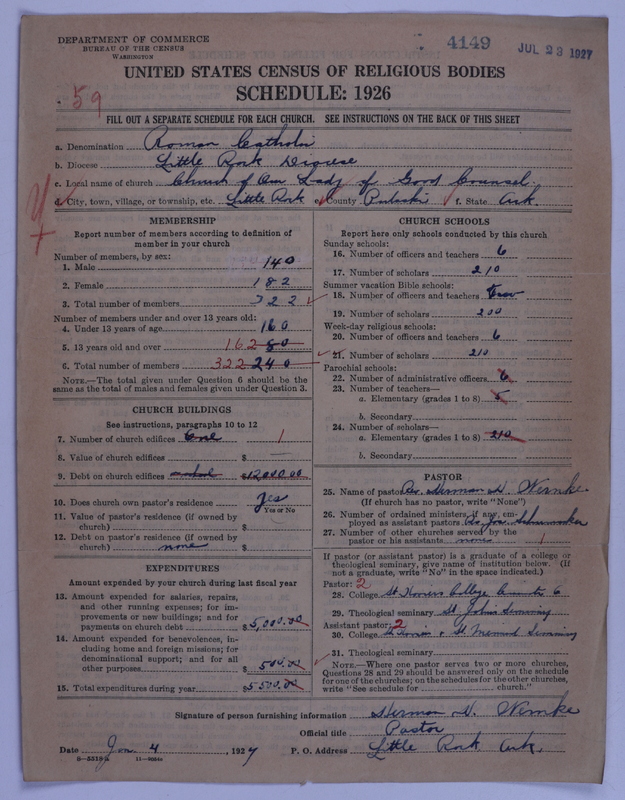 DEPARTMENT OF COMMERCE
BUREAU OF THE CENSUS
WASHINGTON
4149
JUL 23 1927
UNITED STATES CENSUS OF RELIGIOUS BODIES
SCHEDULE: 1926
59
FILL OUT A SEPARATE SCHEDULE FOR EACH CHURCH. SEE INSTRUCTIONS ON THE BACK OF THIS SHEET
a. Denomination Roman Catholic
b. Diocese Little Rock Diocese
c. Local name of church Church of Our Lady of Good Counsel.
d. City, town, village, or township, etc. Little Rock e. County Pulaski f. State Ark.
MEMBERSHIP
Report number of members according to definition of
member in your church
Number of members, by sex:
1. Male 140
2. Female 182
3. Total number of members 322
Number of members under and over 13 years old:
4. Under 13 years of age 160
5. 13 years old and over 162 80
6. Total number of members 322 240
NOTE.—The total given under Question 6 should be the
same as the total of males and females given under Question 3.
CHURCH BUILDINGS
See instructions, paragraphs 10 to 12
7. Number of church edifices One 1
8. Value of church edifices $ —
9. Debt on church edifices $12000.00
10. Does church own pastor's residence Yes
Yes or No
11. Value of pastor's residence (if owned by
church) $
12. Debt on pastor's residence (if owned by
church) none $
EXPENDITURES
Amount expended by your church during last fiscal year
13. Amount expended for salaries, repairs,
and other running expenses; for im-
provements or new buildings; and for
payments on church debt $5,000.00
14. Amount expended for benevolences, in-
cluding home and foreign missions; for
denominational support; and for all
other purposes $ 500.00
15. Total expenditures during year $5500.00
CHURCH SCHOOLS
Report here only schools conducted by this church
Sunday schools:
16. Number of officers and teachers 6
17. Number of scholars 210
Summer vacation Bible schools:
18. Number of officers and teachers
19. Number of scholars 200
Week-day religious schools:
20. Number of officers and teachers 6
21. Number of scholars 210
Parochial schools:
22. Number of administrative officers 6
23. Number of teachers—
a. Elementary (grades 1 to 8) 5
b. Secondary
24. Number of scholars—
a. Elementary (grades 1 to 8) 210
b. Secondary
PASTOR
25. Name of pastor Rev. Herman H. Wernke
(If church has no pastor, write "None")
26. Number of ordained ministers, if any, em-
ployed as assistant pastors Rev. Jos.
27. Number of other churches served by the
pastor or his assistant none 1
If pastor (or assistant pastor) is a graduate of a college or
theological seminary, give name of institution below. (If
not a graduate, write "No" in the space indicated.)
Pastor: 2
28. College St College
29. Theological seminary St. Johns Seminary
Assistant pastor: 2
30. College & St Meinrad Seminary
31. Theological seminary
NOTE.—Where one pastor serves two or more churches,
Questions 28 and 29 should be answered only on the schedule
for one of the churches; on the schedules for the other churches,
write "See schedule for church."
Signature of person furnishing information Herman H. Wernke
Official title Pastor
Date Jan. 4, 1927 P. O. Address Little Rock Ark.